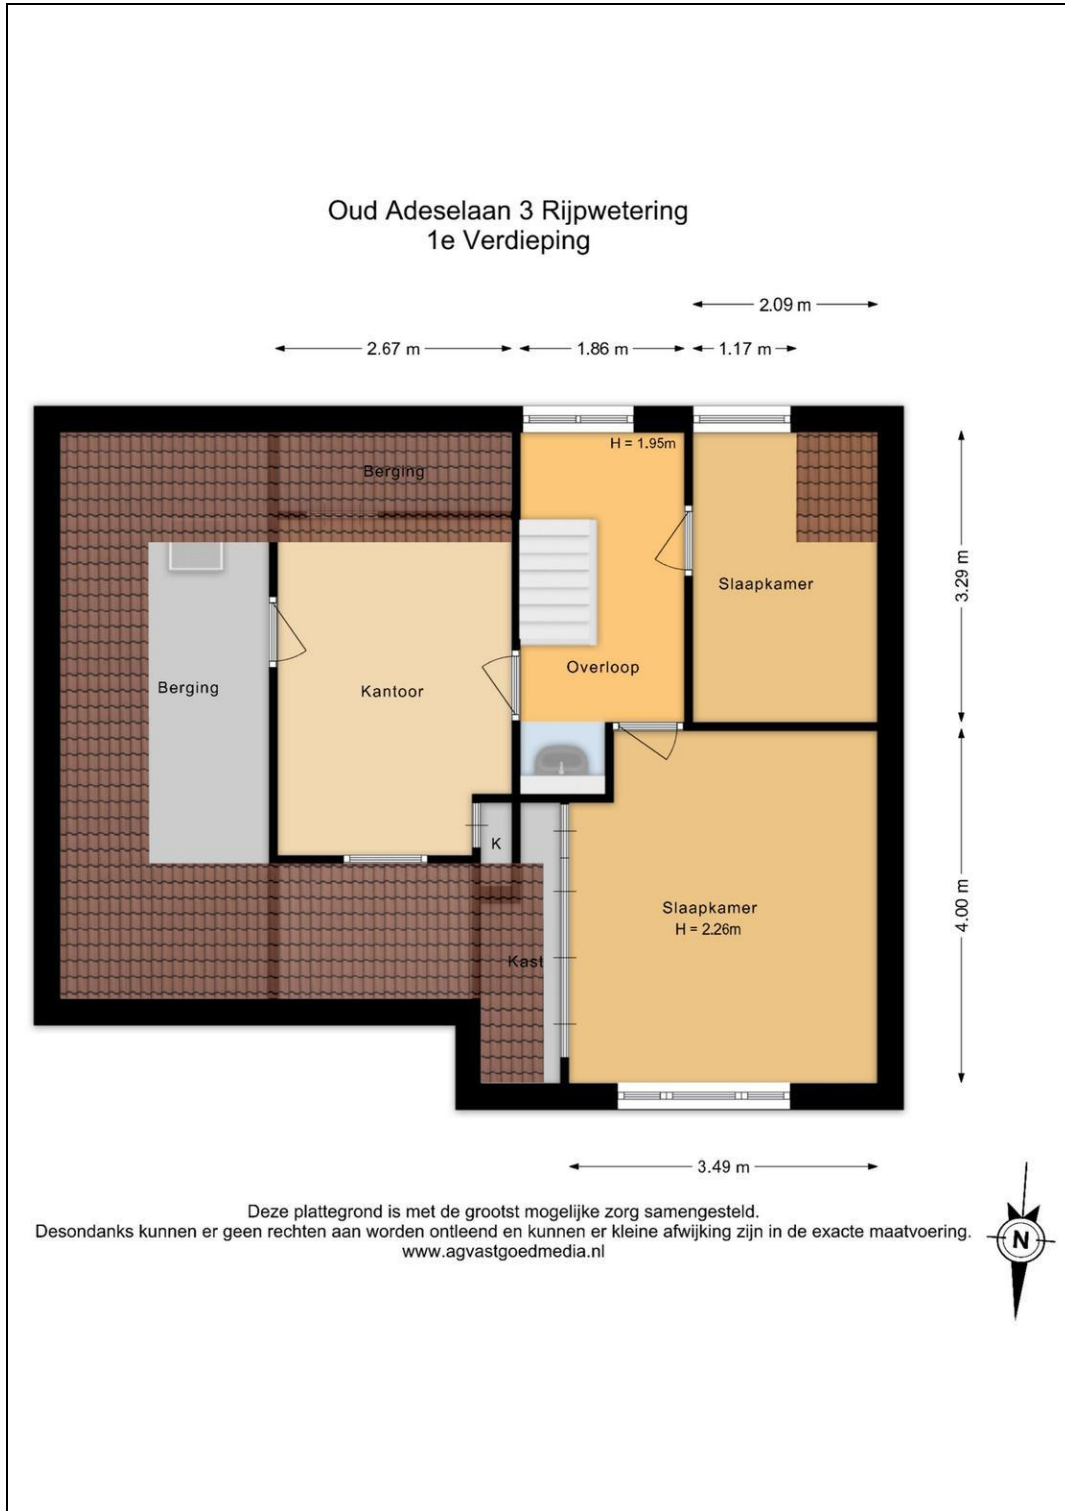 Oud Adeselaan 3 Rijpwetering
1e Verdieping
2.09 m
2.67 m
1.86 m
1.17 m
H = 1.95m
Berging
3.29 m
Slaapkamer
Overloop
Berging
Kantoor
K
4.00 m
Slaapkamer
H = 2.26m
Kast
3.49 m
Deze plattegrond is met de grootst mogelijke zorg samengesteld.
Desondanks kunnen er geen rechten aan worden ontleend en kunnen er kleine afwijking zijn in de exacte maatvoering.
www.agvastgoedmedia.nl
N